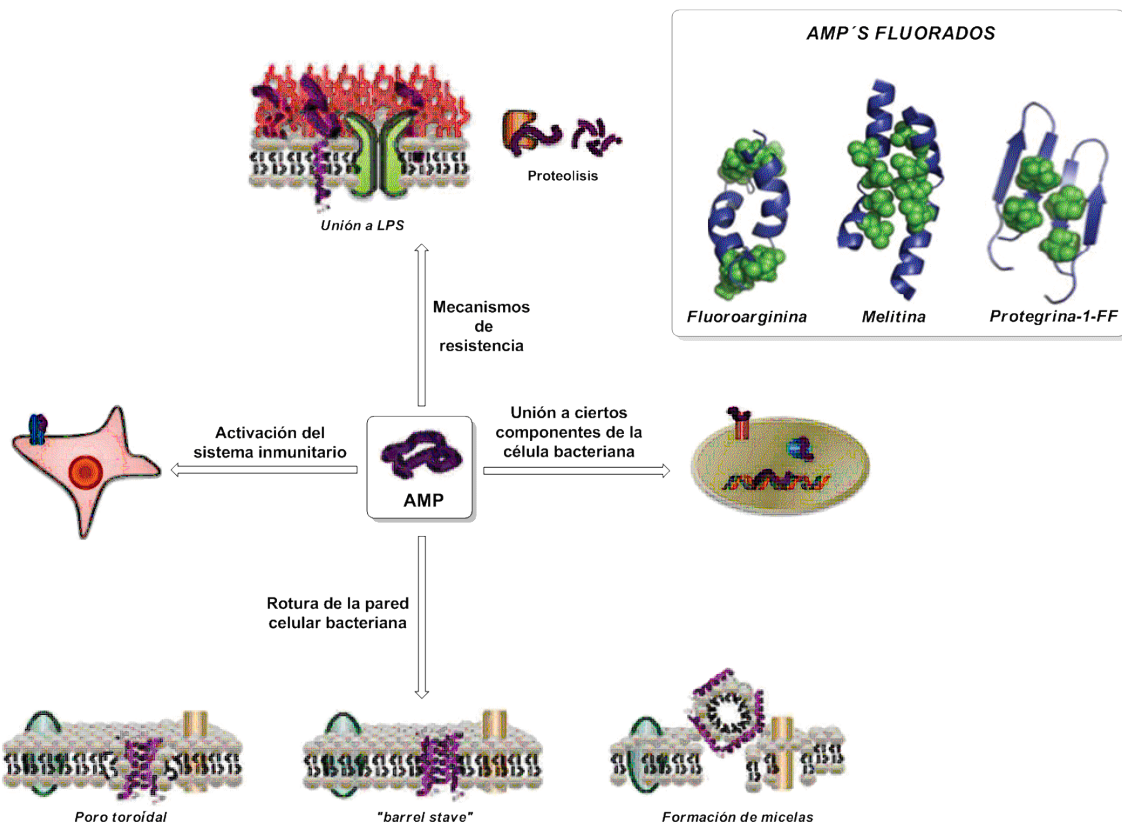 AMP´S FLUORADOS
Proteolisis
Unión a LPS
Fluoroarginina
Melitina
Protegrina-1-FF
Mecanismos
de
resistencia
Activación del
sistema inmunitario
Unión a ciertos
componentes de la
célula bacteriana
AMP
Rotura de la pared
celular bacteriana
Poro toroídal
"barrel stave"
Formación de micelas